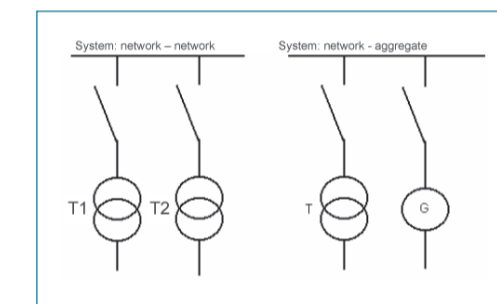 System: network – network
System: network - aggregate
T1
T2
T
G